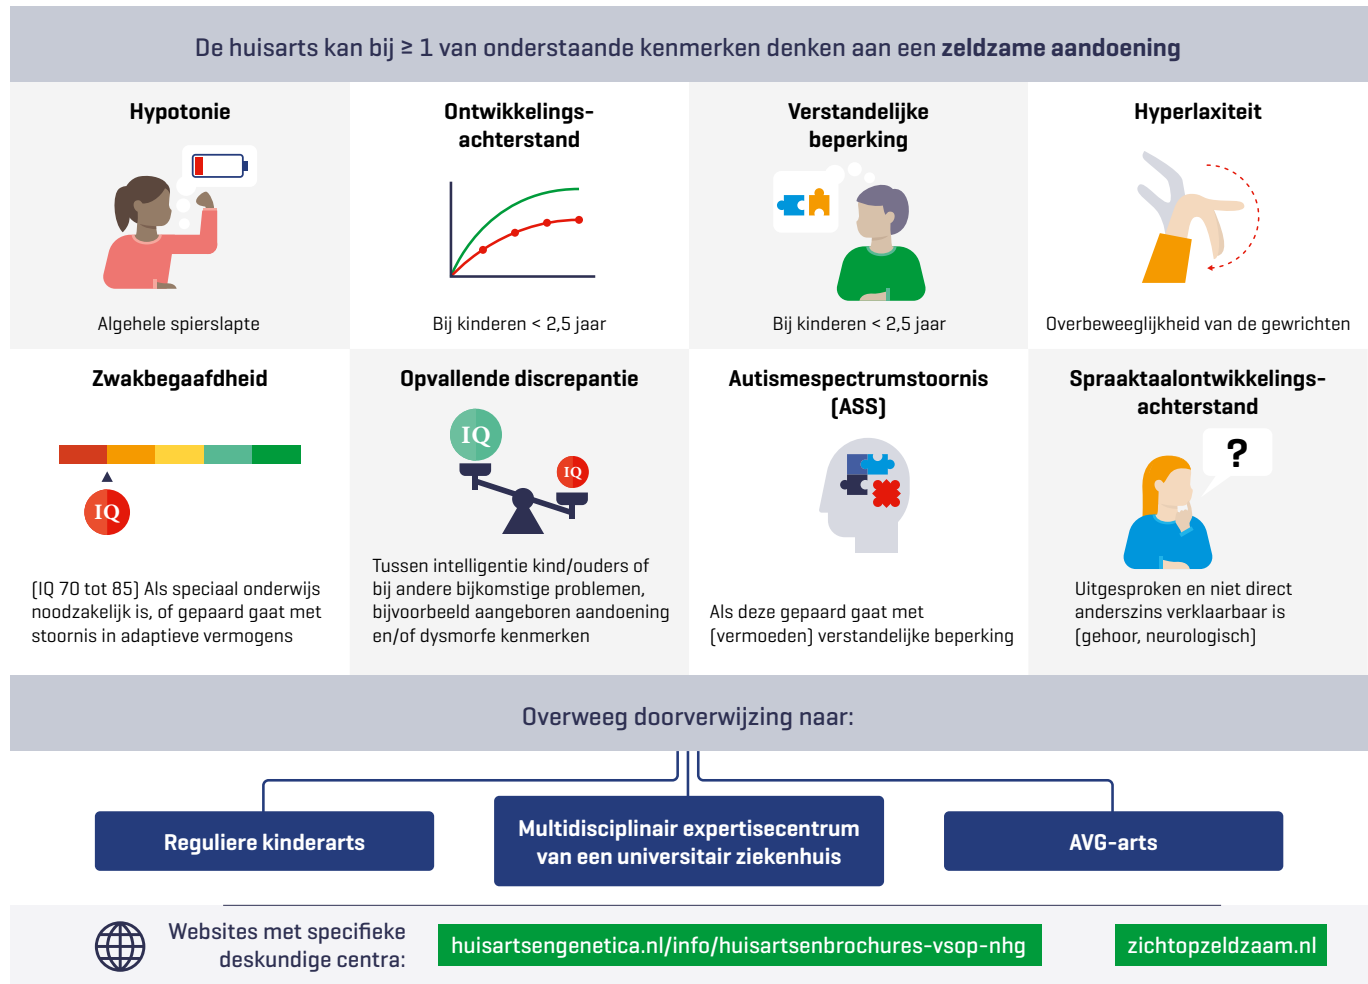 De huisarts kan bij ≥ 1 van onderstaande kenmerken denken aan een zeldzame aandoening
Hypotonie
Algehele spierslapte
Ontwikkelings-
achterstand
Bij kinderen < 2,5 jaar
Verstandelijke
beperking
Bij kinderen < 2,5 jaar
Hyperlaxiteit
Overbeweeglijkheid van de gewrichten
Zwakbegaafdheid
IQ
(IQ 70 tot 85) Als speciaal onderwijs
noodzakelijk is, of gepaard gaat met
stoornis in adaptieve vermogens
Opvallende discrepantie
IQ
IQ
Tussen intelligentie kind/ouders of
bij andere bijkomstige problemen,
bijvoorbeeld aangeboren aandoening
en/of dysmorfe kenmerken
Autismespectrumstoornis
(ASS)
Als deze gepaard gaat met
(vermoeden) verstandelijke beperking
Spraaktaalontwikkelings-
achterstand
?
Uitgesproken en niet direct
anderszins verklaarbaar is
(gehoor, neurologisch)
Overweeg doorverwijzing naar:
Reguliere kinderarts
Multidisciplinair expertisecentrum
van een universitair ziekenhuis
AVG-arts
Websites met specifieke
deskundige centra:
huisartsengenetica.nl/info/huisartsenbrochures-vsop-nhg
zichtopzeldzaam.nl